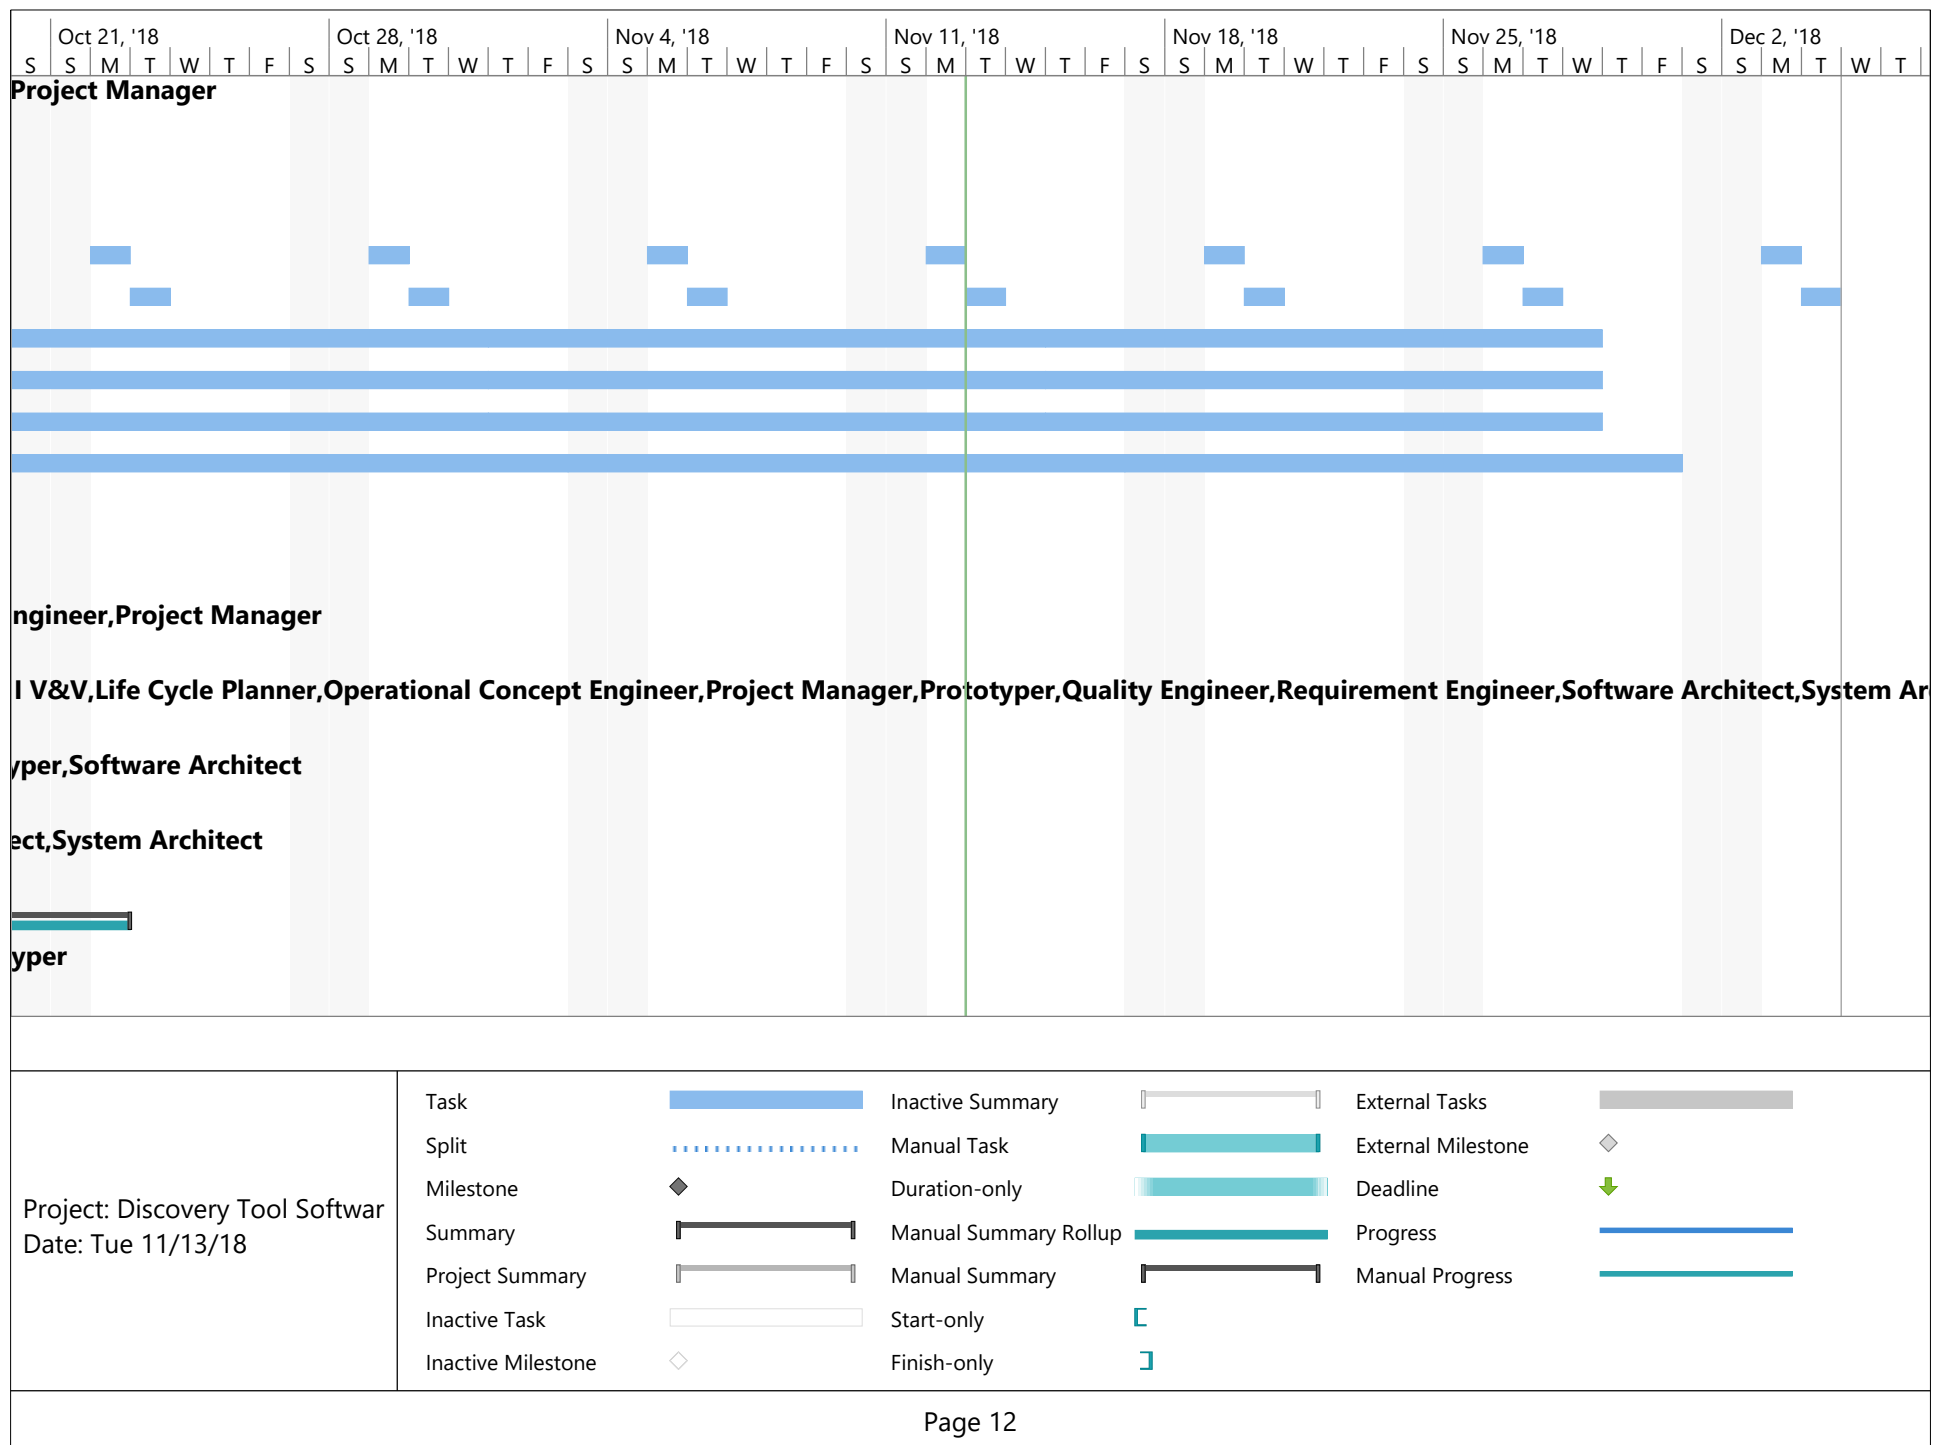 Oct 21, '18 Oct 28, '18 Nov 4, '18 Nov 11, '18 Nov 18, '18 Nov 25, '18 Dec 2, '18
S S M T W T F S S M T W T F S S M T W T F S S M T W T F S S M T W T F S S M T W T F S S M T W T
Project Manager
ngineer,Project Manager
I V&V,Life Cycle Planner,Operational Concept Engineer,Project Manager,Prototyper,Quality Engineer,Requirement Engineer,Software Architect,System Ar
yper,Software Architect
ect,System Architect
yper
Project: Discovery Tool Softwar
Date: Tue 11/13/18
Task
Split
Milestone
Summary
Project Summary
Inactive Task
Inactive Milestone
Inactive Summary
Manual Task
Duration-only
Manual Summary Rollup
Manual Summary
Start-only
Finish-only
External Tasks
External Milestone
Deadline
Progress
Manual Progress
Page 12